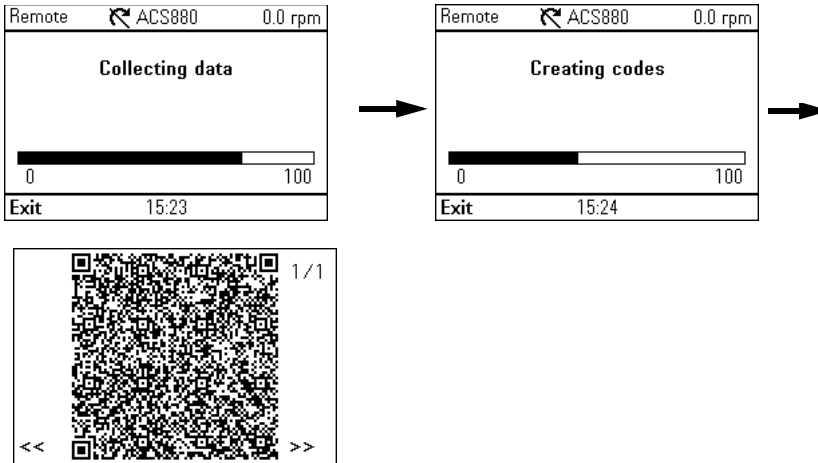 Remote ACS880 0.0 rpm
Collecting data
0 100
Exit 15:23
Remote ACS880 0.0 rpm
Creating codes
0 100
Exit 15:24
1/1
<< >>